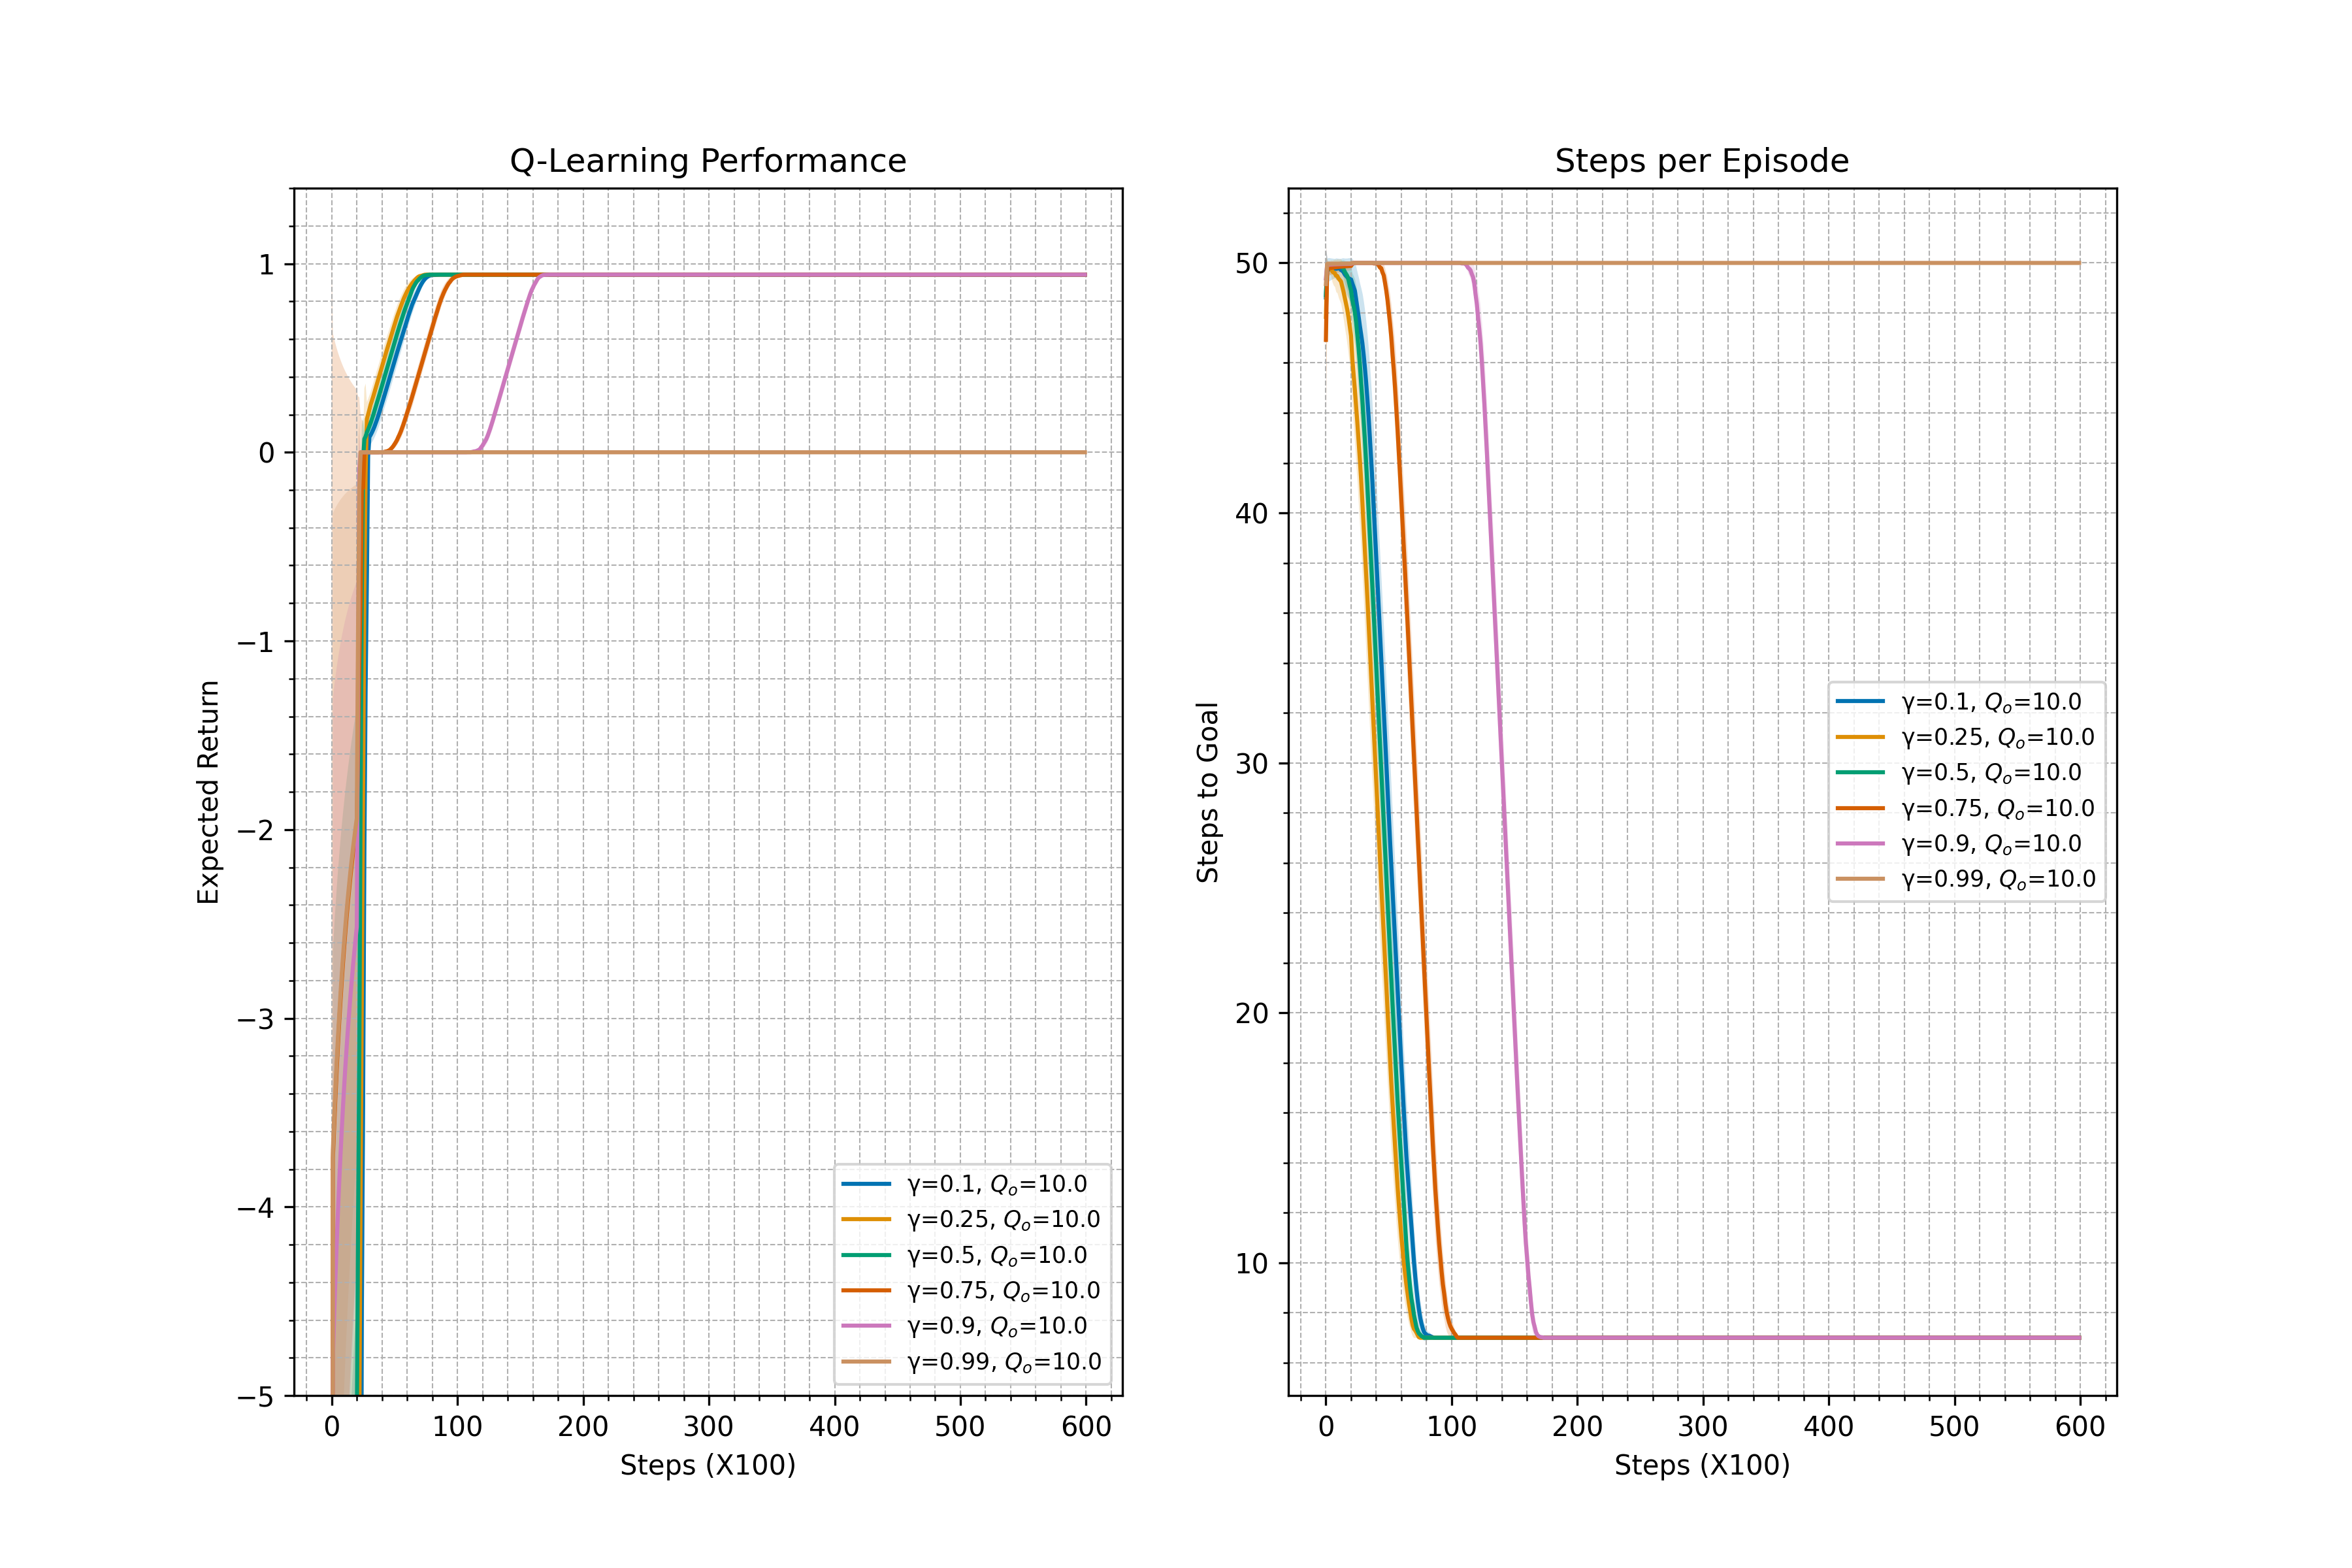 Q-Learning Performance
Expected Return
1
0
−1
−2
−3
−4
−5
0 100 200 300 400 500 600
Steps (X100)
γ=0.1, Qo=10.0
γ=0.25, Qo=10.0
γ=0.5, Qo=10.0
γ=0.75, Qo=10.0
γ=0.9, Qo=10.0
γ=0.99, Qo=10.0
Steps per Episode
Steps to Goal
50
40
30
20
10
0 100 200 300 400 500 600
Steps (X100)
γ=0.1, Qo=10.0
γ=0.25, Qo=10.0
γ=0.5, Qo=10.0
γ=0.75, Qo=10.0
γ=0.9, Qo=10.0
γ=0.99, Qo=10.0